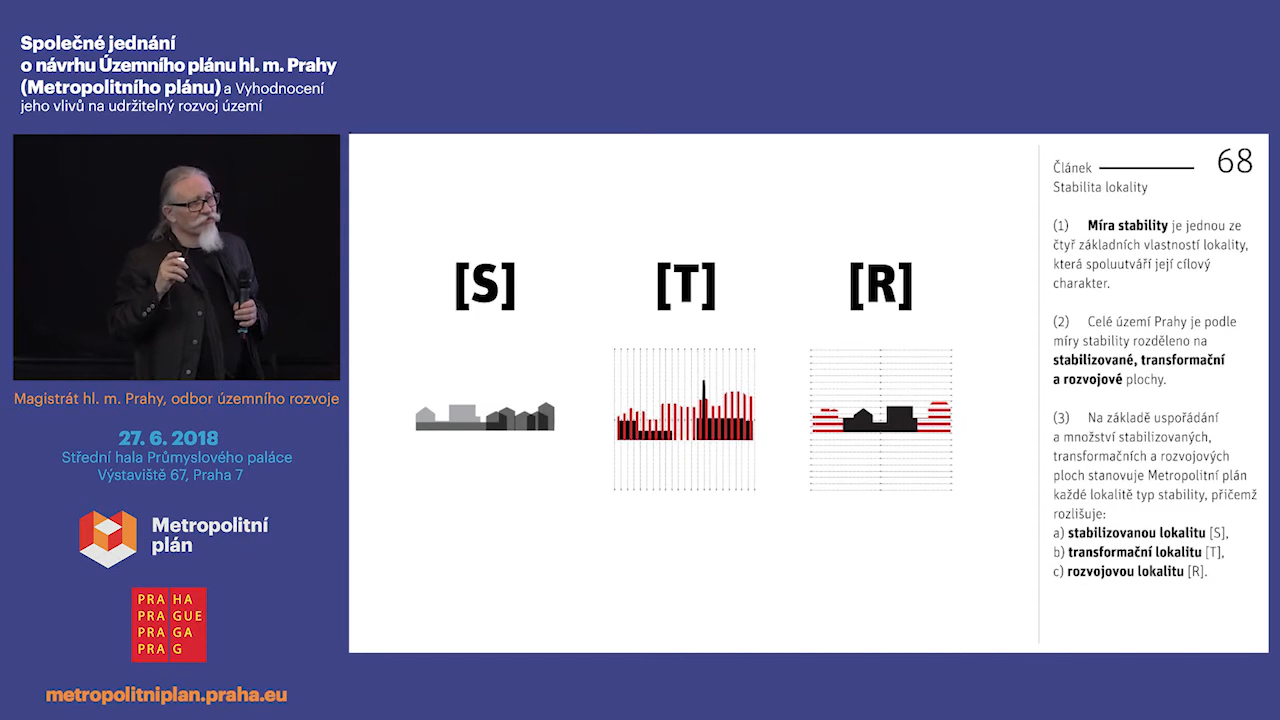 Společné jednání
o návrhu Územního plánu hl. m. Prahy
(Metropolitního plánu) a Vyhodnocení
jeho vlivů na udržitelný rozvoj území
Magistrát hl. m. Prahy, odbor územního rozvoje
27. 6. 2018
Střední hala Průmyslového paláce
Výstaviště 67, Praha 7
Metropolitní
plán
PRA HA
PRA GUE
PRA GA
PRA G
metropolitniplan.praha.eu
[S] [T] [R]
Článek 68
Stabilita lokality
(1) Míra stability je jednou ze
čtyř základních vlastností lokality,
která spoluutváří její cílový
charakter.
(2) Celé území Prahy je podle
míry stability rozděleno na
stabilizované, transformační
a rozvojové plochy.
(3) Na základě uspořádání
a množství stabilizovaných,
transformačních a rozvojových
ploch stanovuje Metropolitní plán
každé lokalitě typ stability, přičemž
rozlišuje:
a) stabilizovanou lokalitu [S],
b) transformační lokalitu [T],
c) rozvojovou lokalitu [R].